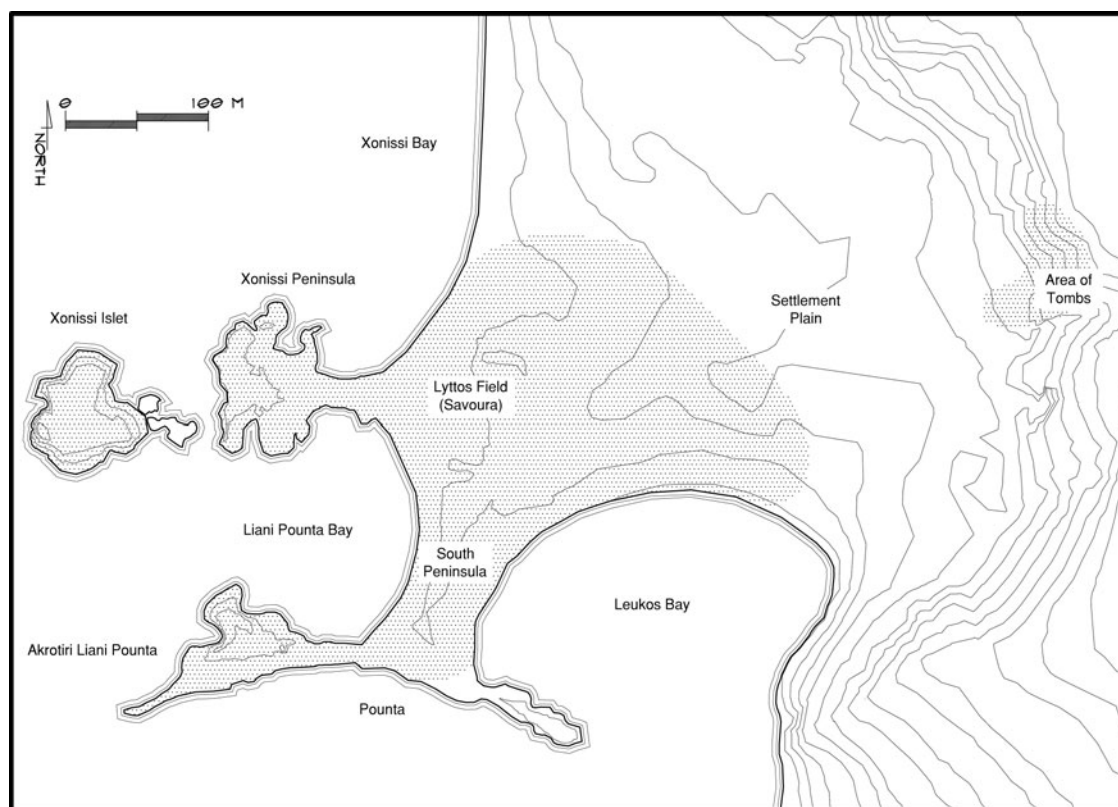 0 100 M
NORTH
Xonissi Bay
Xonissi Peninsula
Xonissi Islet
Area of
Tombs
Settlement
Plain
Lyttos Field
(Savoura)
Liani Pounta Bay
South
Peninsula
Leukos Bay
Akrotiri Liani Pounta
Pounta